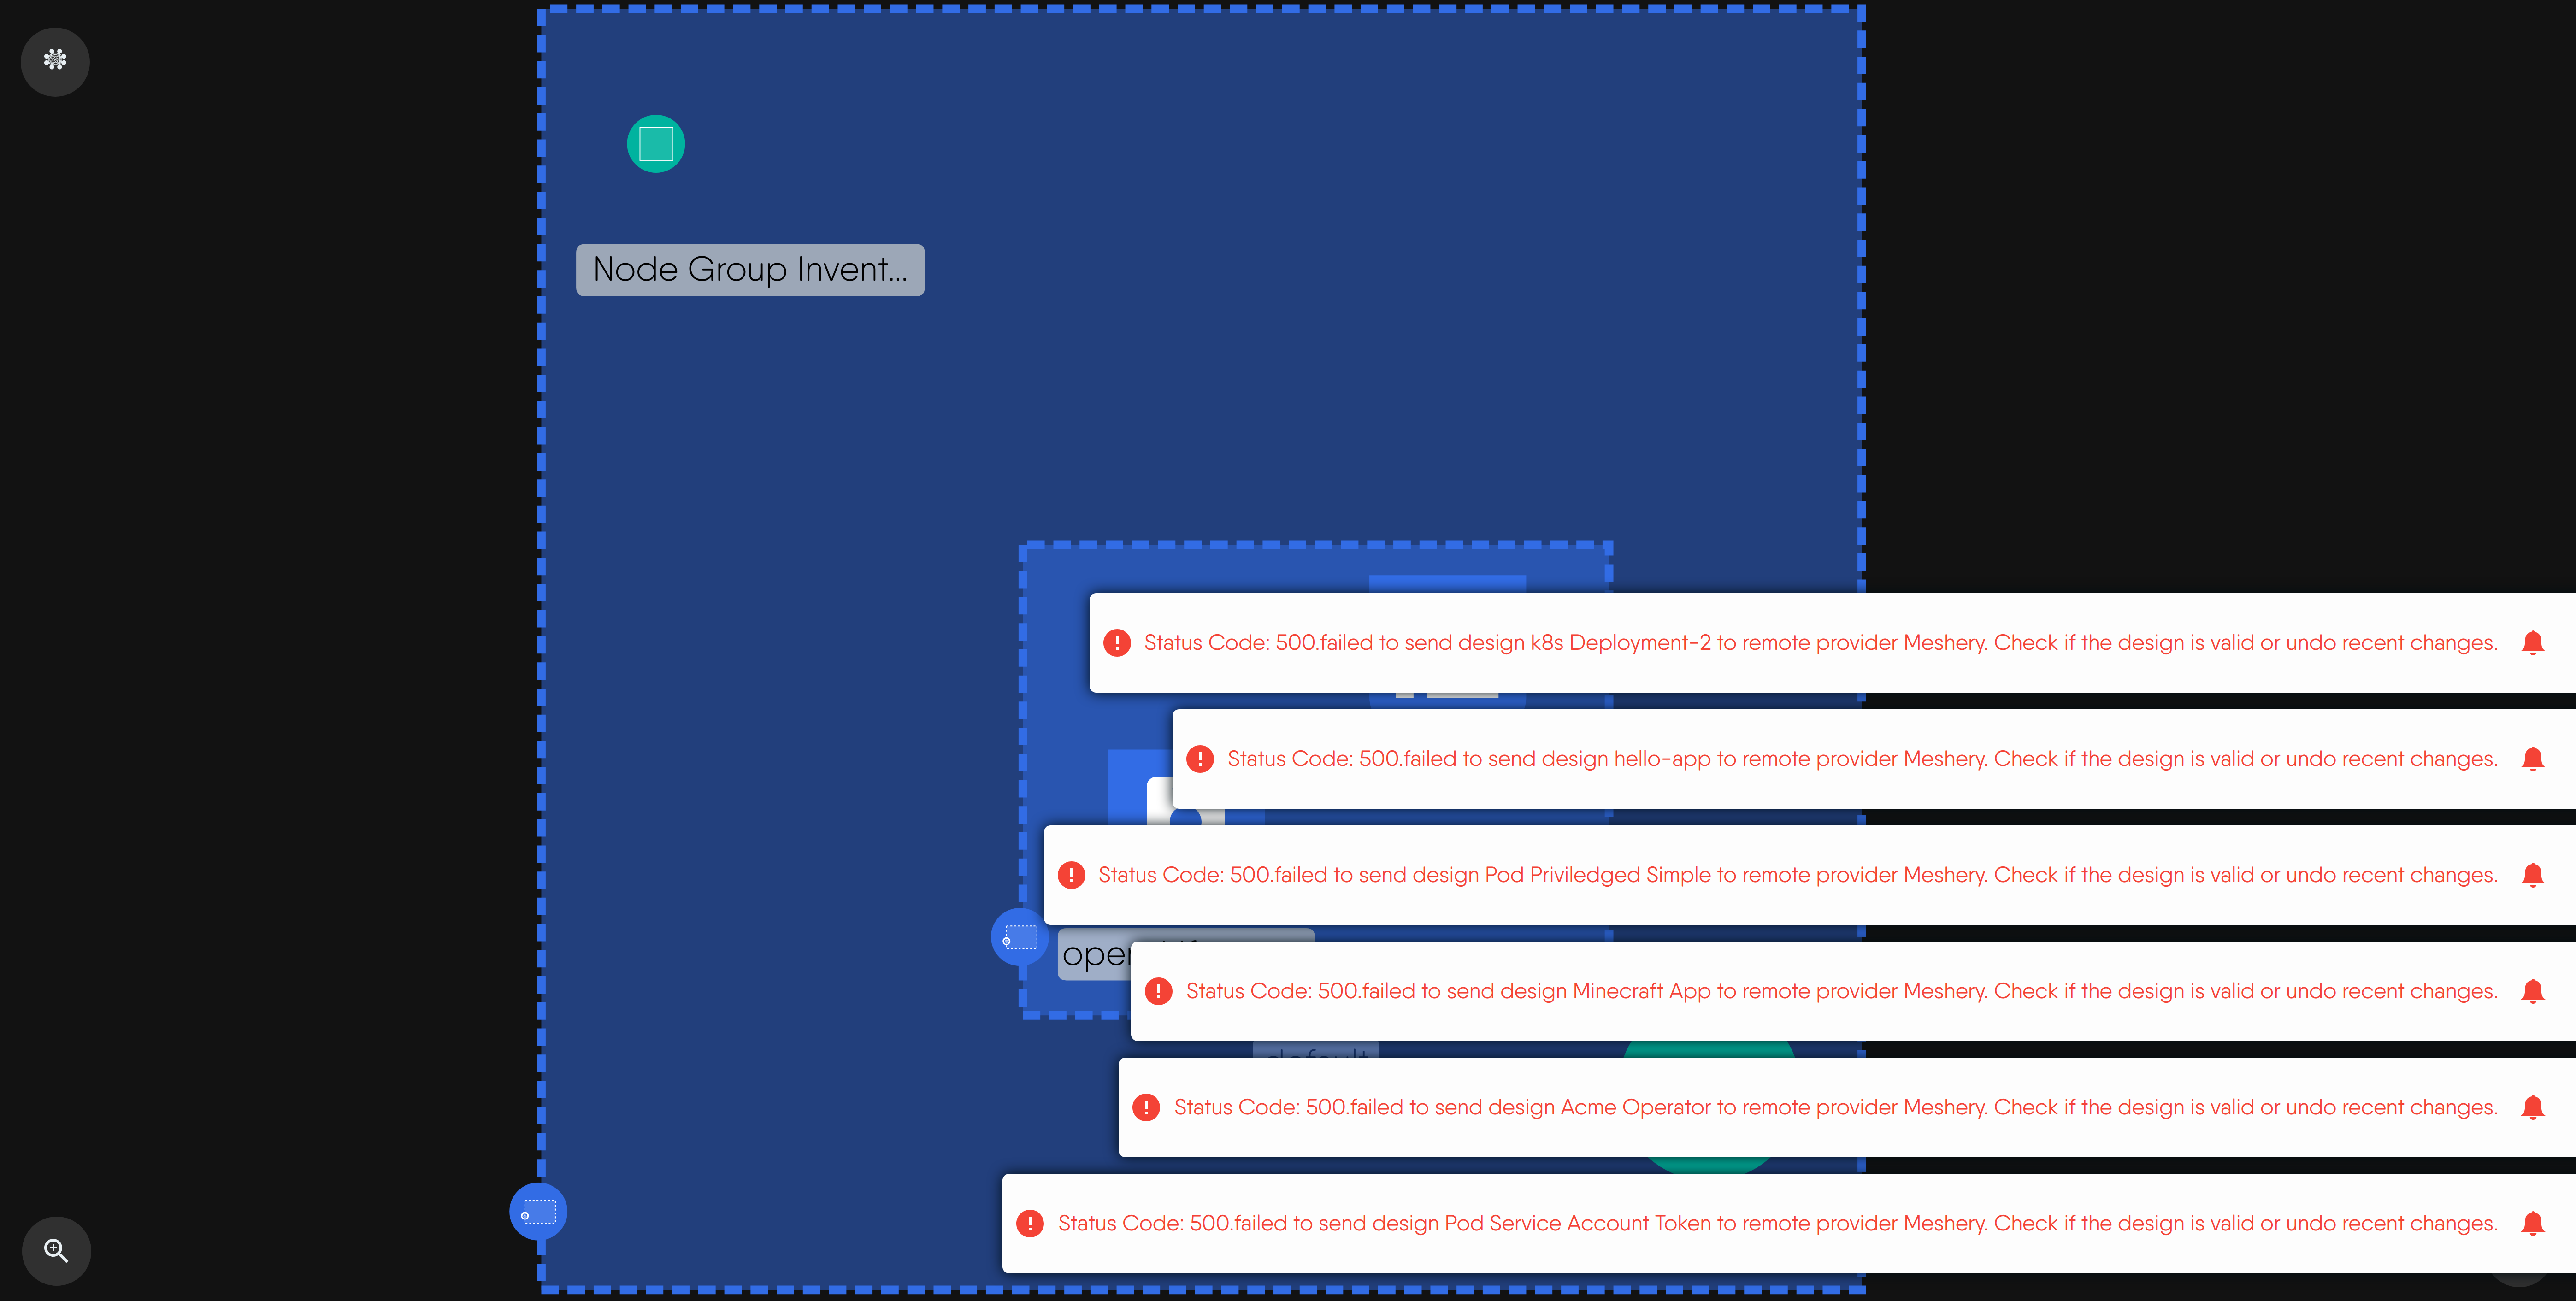 Node Group Invent...
Status Code: 500.failed to send design k8s Deployment-2 to remote provider Meshery. Check if the design is valid or undo recent changes.
Status Code: 500.failed to send design hello-app to remote provider Meshery. Check if the design is valid or undo recent changes.
Status Code: 500.failed to send design Pod Priviledged Simple to remote provider Meshery. Check if the design is valid or undo recent changes.
Status Code: 500.failed to send design Minecraft App to remote provider Meshery. Check if the design is valid or undo recent changes.
default
Status Code: 500.failed to send design Acme Operator to remote provider Meshery. Check if the design is valid or undo recent changes.
Status Code: 500.failed to send design Pod Service Account Token to remote provider Meshery. Check if the design is valid or undo recent changes.